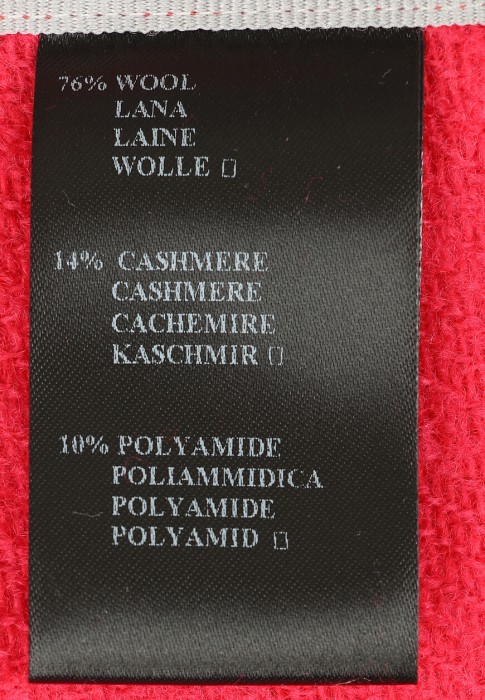 76% WOOL
LANA
LAINE
WOLLE □
14% CASHMERE
CASHMERE
CACHEMIRE
KASCHMIR □
10% POLYAMIDE
POLIAMMIDICA
POLYAMIDE
POLYAMID □